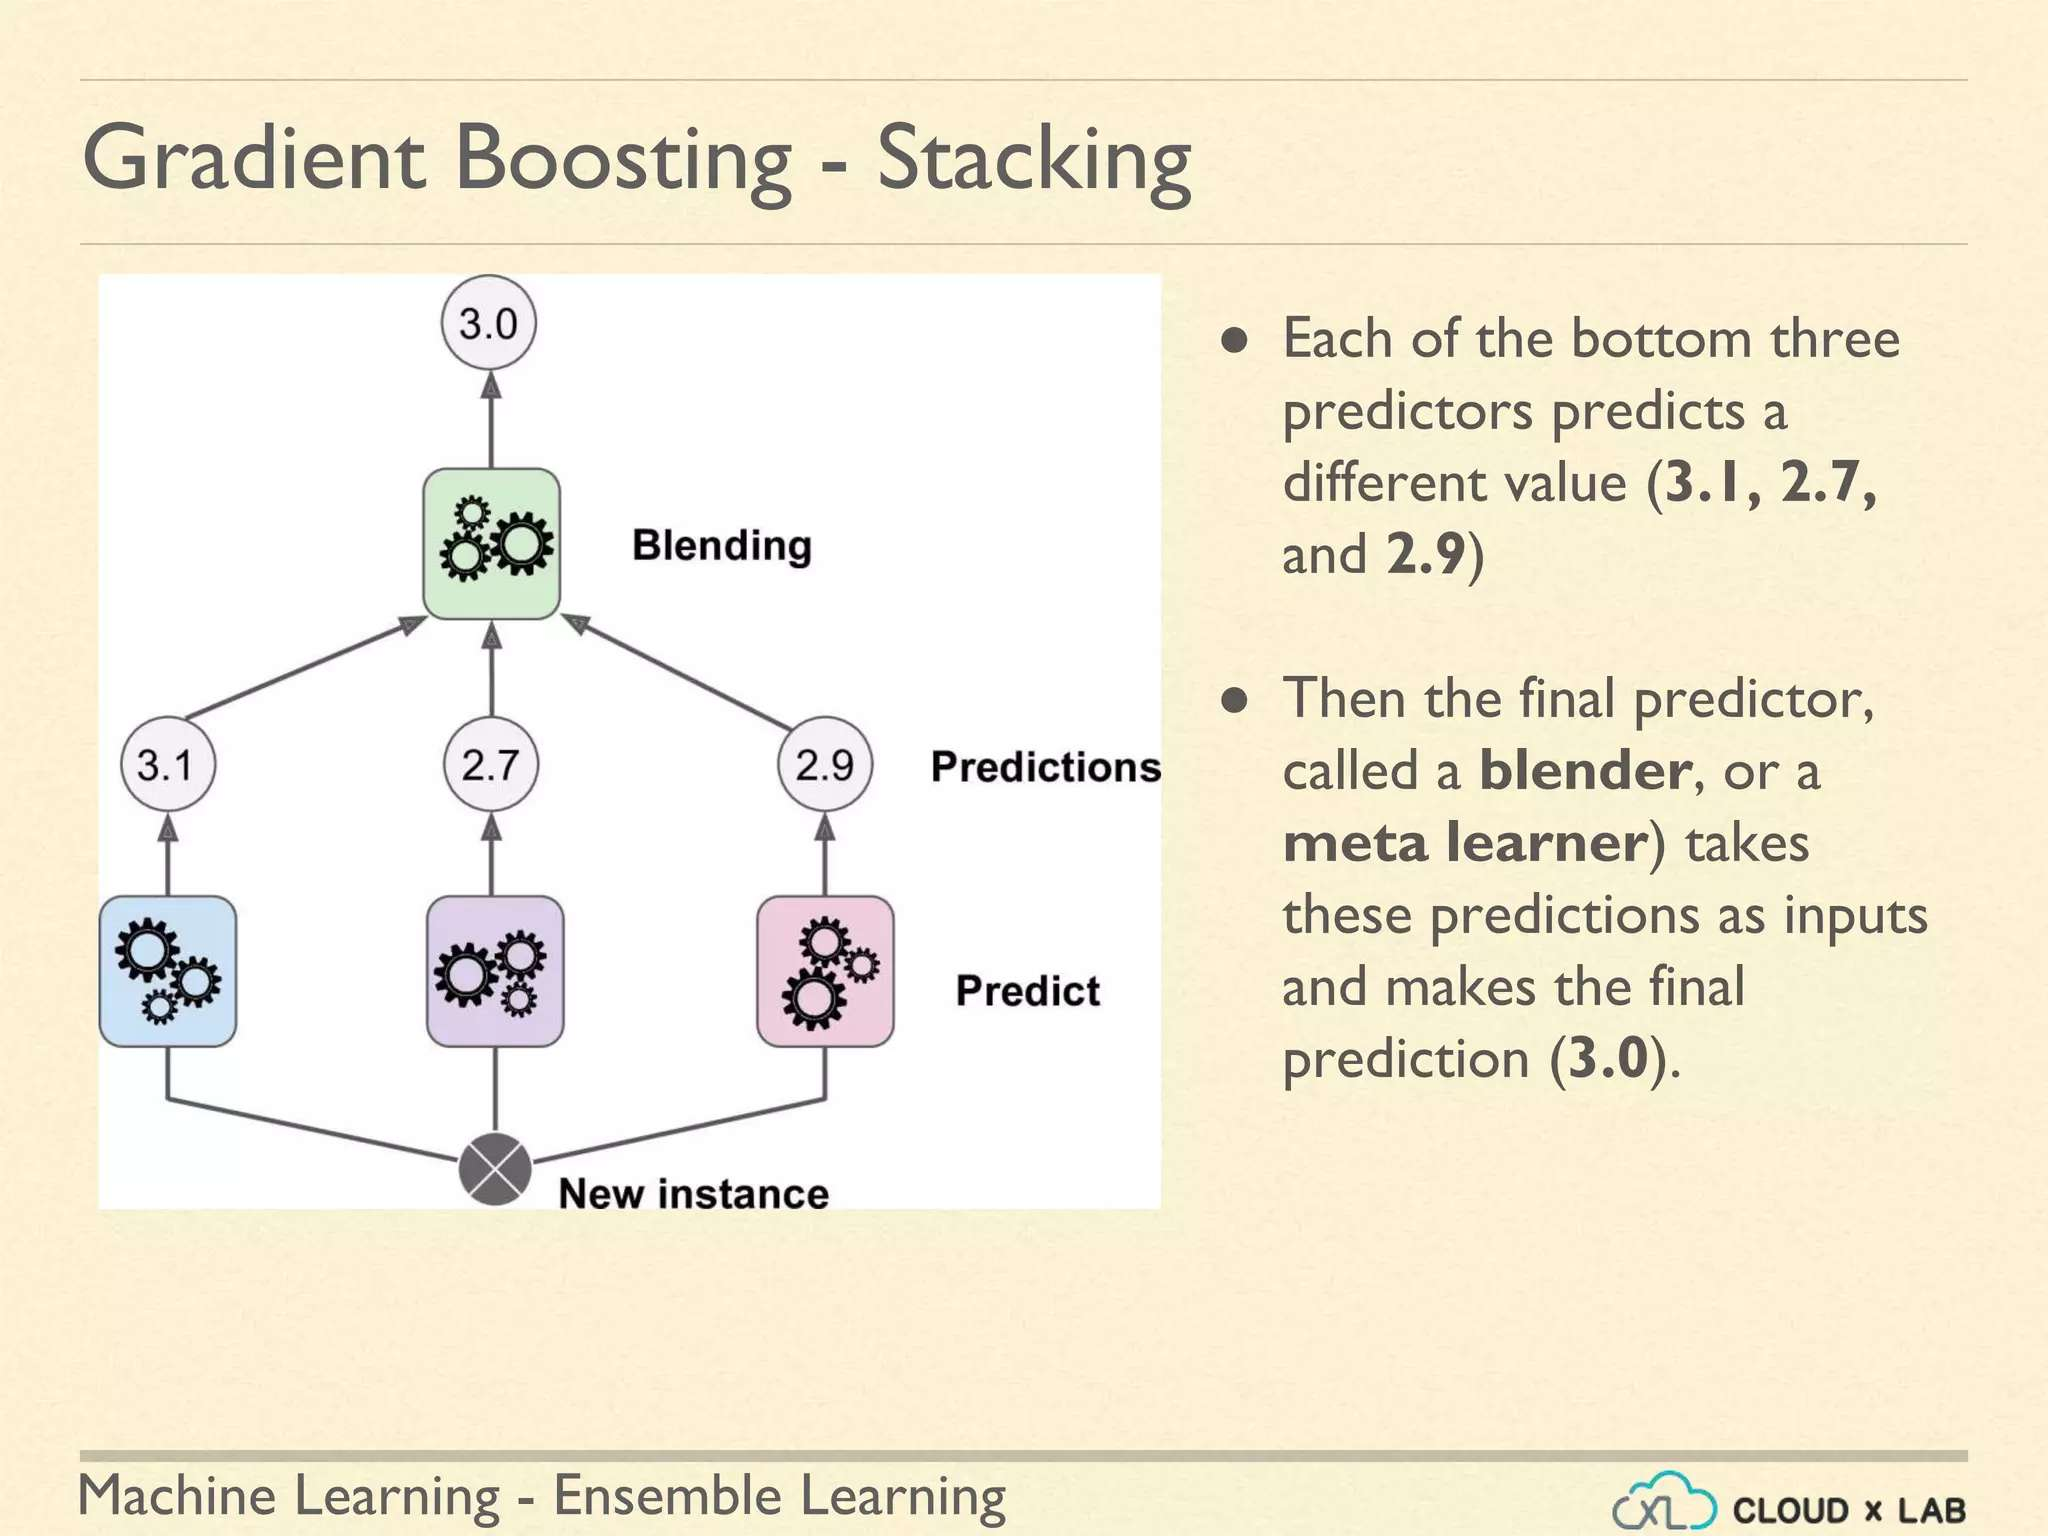 Gradient Boosting - Stacking
3.0
Blending
3.1
2.7
2.9
Predictions
Predict
New instance
● Each of the bottom three
predictors predicts a
different value (3.1, 2.7,
and 2.9)
● Then the final predictor,
called a blender, or a
meta learner) takes
these predictions as inputs
and makes the final
prediction (3.0).
Machine Learning - Ensemble Learning
CLOUD x LAB